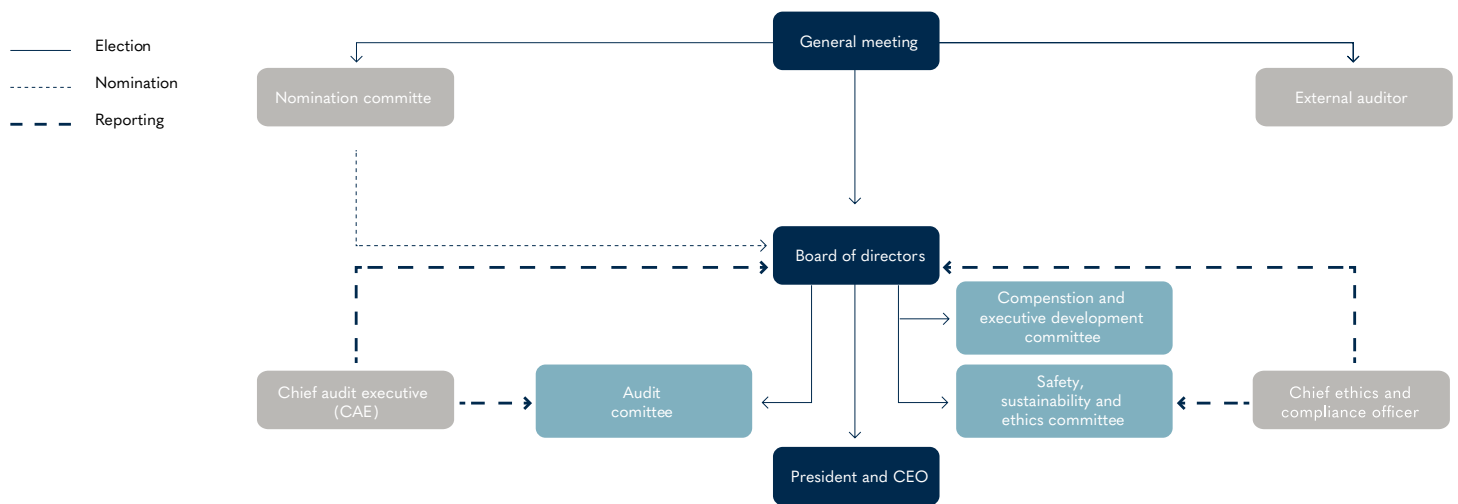 Election
Nomination
Reporting
General meeting
Nomination committe
External auditor
Board of directors
Compenstion and
executive development
committee
Chief audit executive
(CAE)
Audit
comittee
Safety,
sustainability and
ethics committee
Chief ethics and
compliance officer
President and CEO